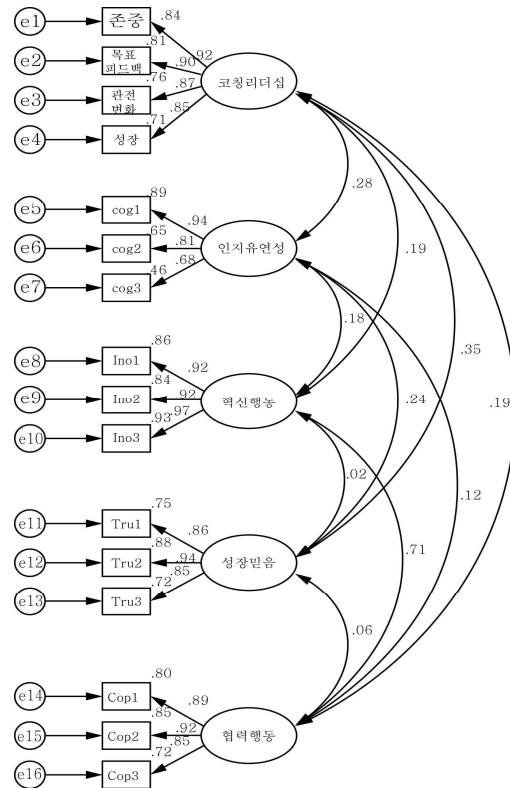 .84
e1
존중
.81
.92
e2
목표
피드백
.90
코칭리더십
.76
e3
관전
변화
.87
.71
.85
e4
성장
.28
.89
e5
cog1
.94
.65
e6
cog2
.81
인지유연성
.19
.46
.68
e7
cog3
.18
.86
.35
e8
Ino1
.92
.84
.19
e9
Ino2
.92
혁신행동
.24
.93
.97
e10
Ino3
.02
.75
.12
e11
Tru1
.86
.88
e12
Tru2
.94
성장믿음
.71
.72
.85
e13
Tru3
.06
.80
e14
Cop1
.89
.85
e15
Cop2
.92
협력행동
.72
.85
e16
Cop3